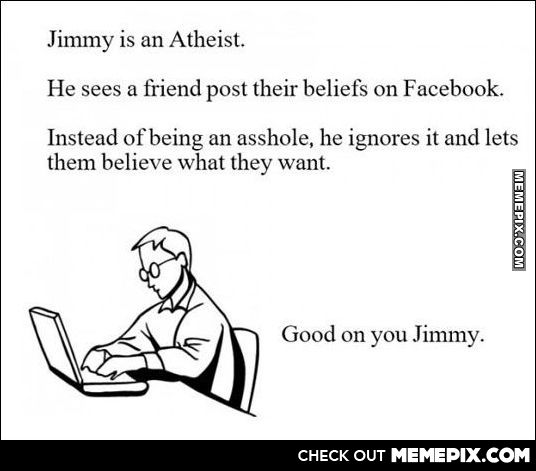 Jimmy is an Atheist.
He sees a friend post their beliefs on Facebook.
Instead of being an asshole, he ignores it and lets
them believe what they want.
MEMEPIX.COM
Good on you Jimmy.
CHECK OUT MEMEPIX.COM